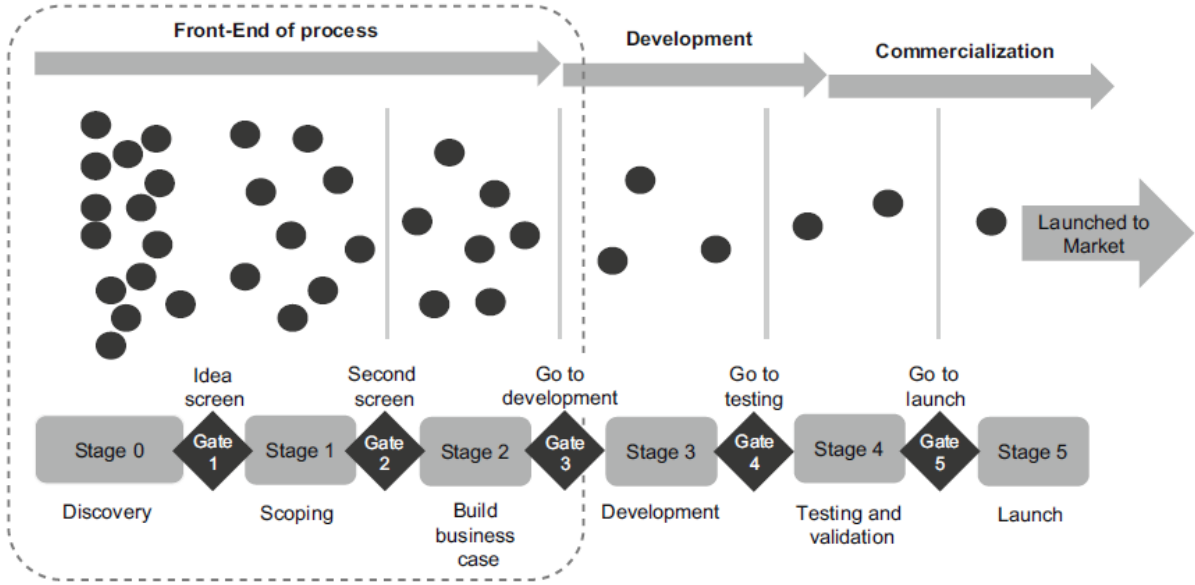 Front-End of process
Development
Commercialization
Launched to
Market
Idea
screen
Second
screen
Go to
development
Go to
testing
Go to
launch
Stage 0
Gate
1
Stage 1
Gate
2
Stage 2
Gate
3
Stage 3
Gate
4
Stage 4
Gate
5
Stage 5
Discovery
Scoping
Build
business
case
Development
Testing and
validation
Launch